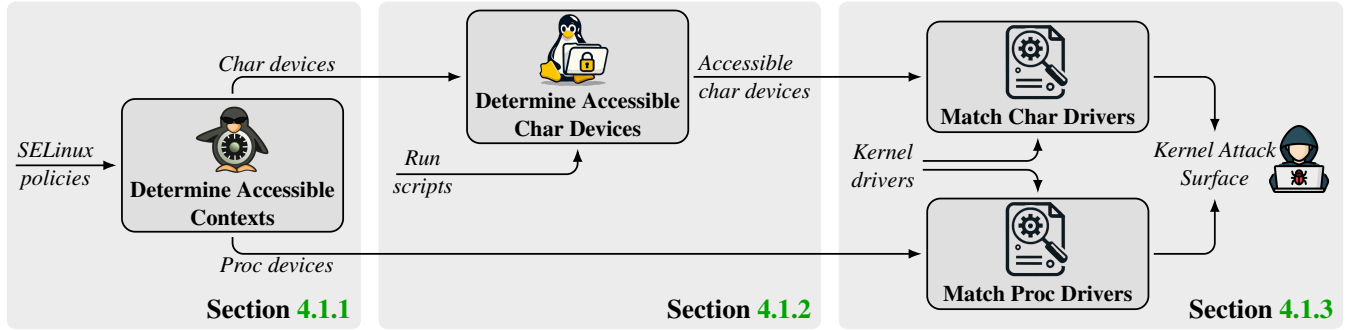 SELinux
policies
Determine Accessible
Contexts
Char devices
Proc devices
Section 4.1.1
Determine Accessible
Char Devices
Run
scripts
Section 4.1.2
Accessible
char devices
Match Char Drivers
Kernel
drivers
Match Proc Drivers
Kernel Attack
Surface
Section 4.1.3